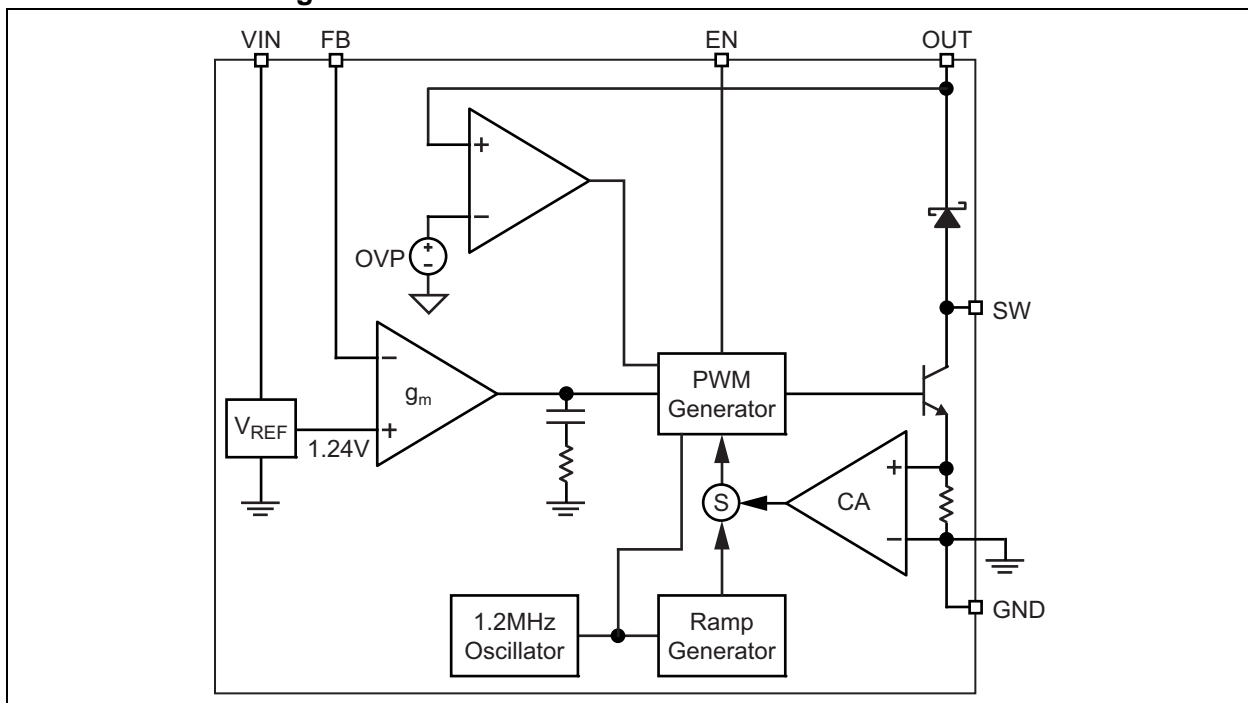 VIN FB EN OUT
+
−
OVP
+
-
SW
−
gm
+
VREF
1.24V
PWM
Generator
+
CA
−
S
GND
1.2MHz
Oscillator
Ramp
Generator